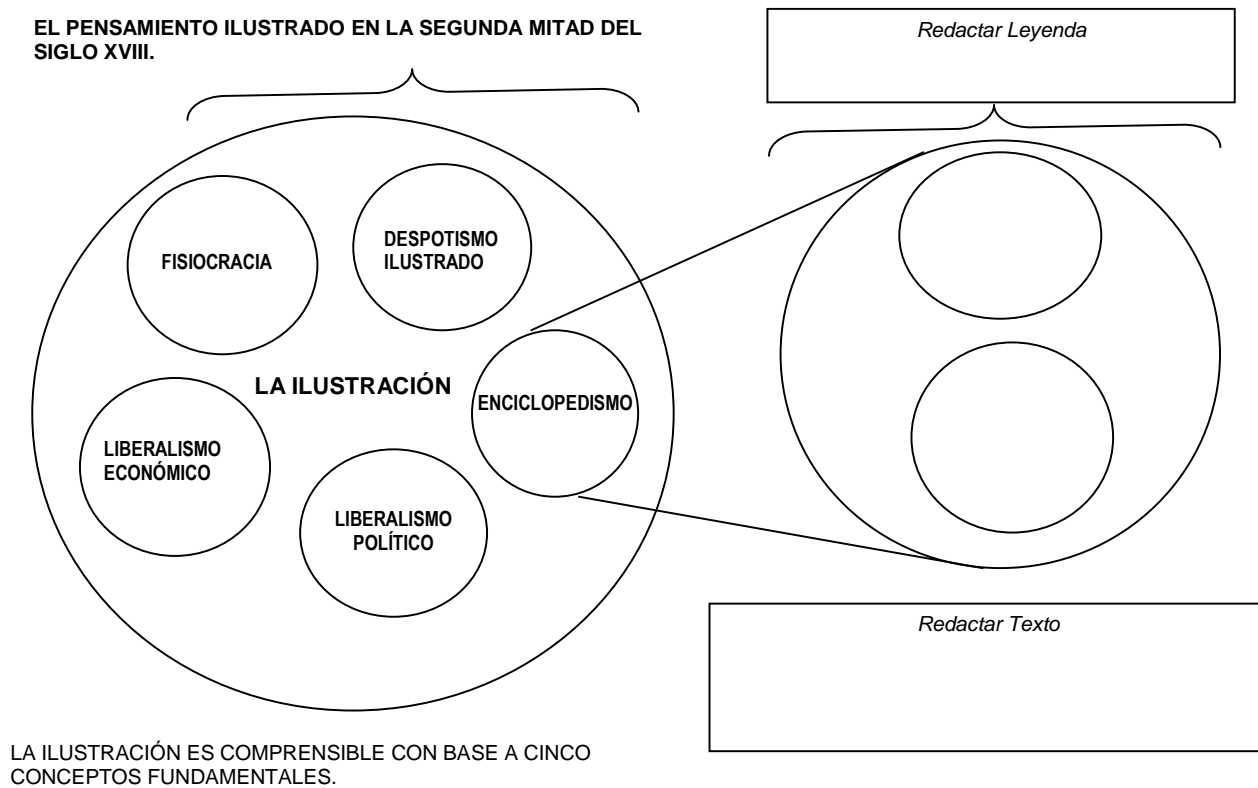 EL PENSAMIENTO ILUSTRADO EN LA SEGUNDA MITAD DEL
SIGLO XVIII.
Redactar Leyenda
FISIOCRACIA
DESPOTISMO
ILUSTRADO
LA ILUSTRACIÓN
ENCICLOPEDISMO
LIBERALISMO
ECONÓMICO
LIBERALISMO
POLÍTICO
Redactar Texto
LA ILUSTRACIÓN ES COMPRENSIBLE CON BASE A CINCO
CONCEPTOS FUNDAMENTALES.